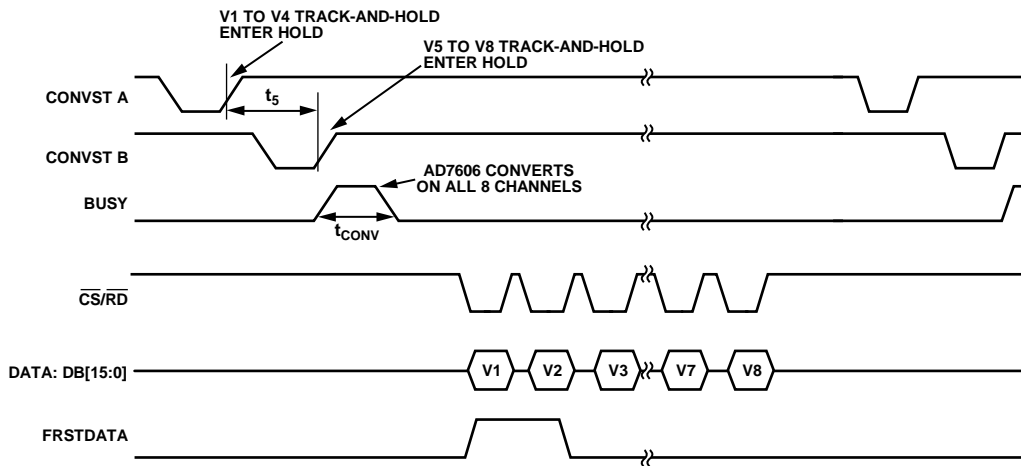 V1 TO V4 TRACK-AND-HOLD
ENTER HOLD
V5 TO V8 TRACK-AND-HOLD
ENTER HOLD
CONVST A
t5
CONVST B
AD7606 CONVERTS
ON ALL 8 CHANNELS
BUSY
tCONV
CS/RD
DATA: DB[15:0]
V1
V2
V3
V7
V8
FRSTDATA